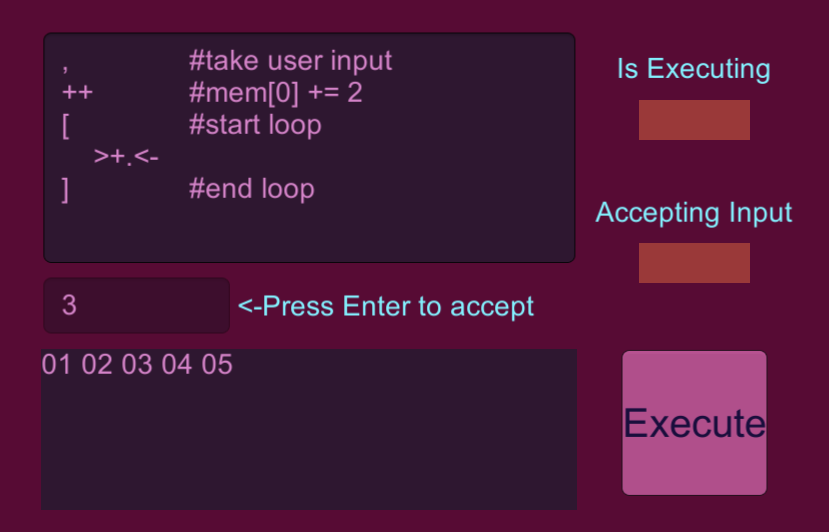 , #take user input
++ #mem[0] += 2
[ #start loop
>+.<-
] #end loop
Is Executing
Accepting Input
3 <-Press Enter to accept
01 02 03 04 05
Execute